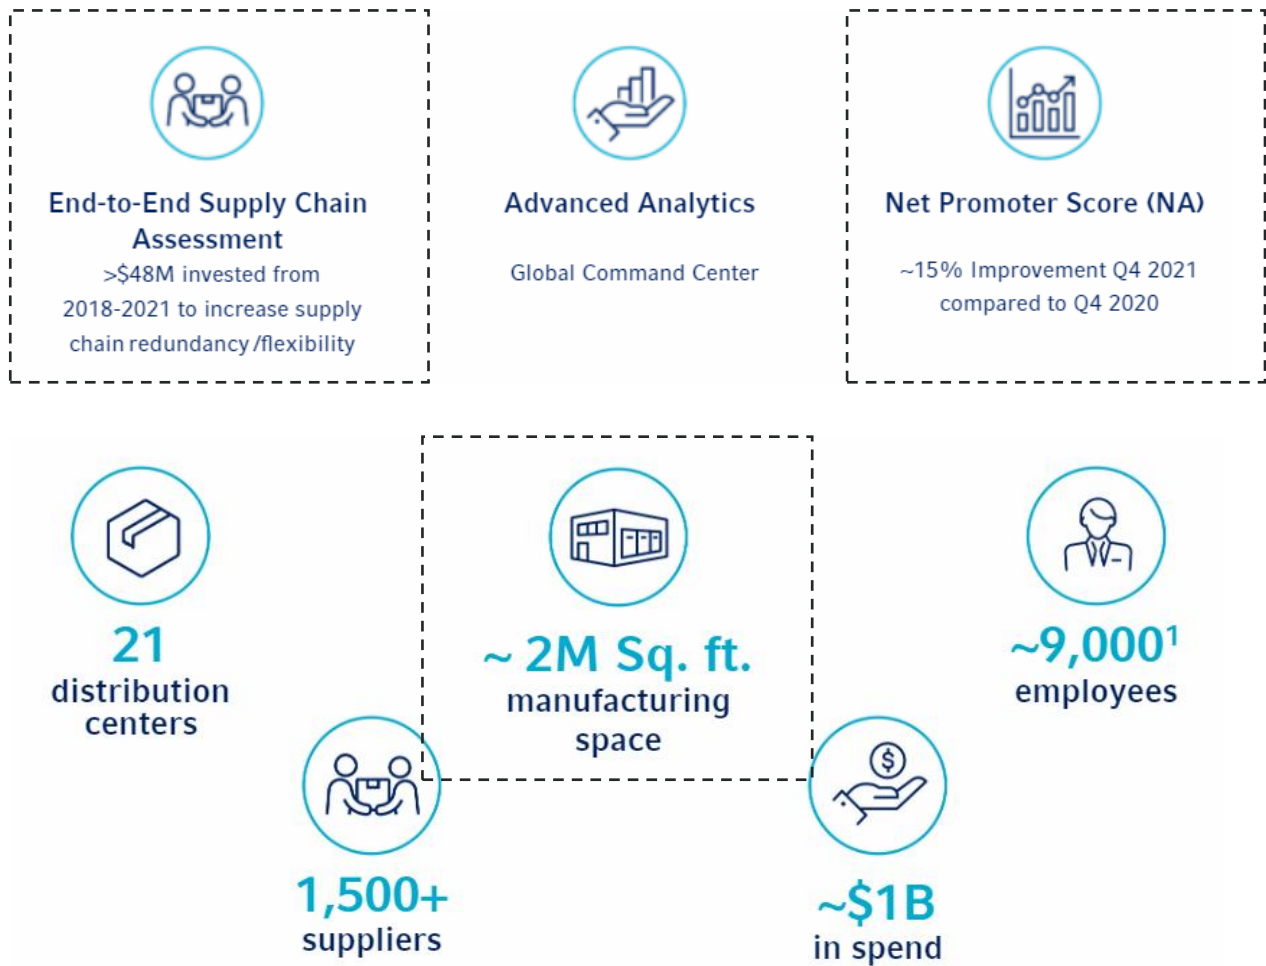 End-to-End Supply Chain
Assessment
>$48M invested from
2018-2021 to increase supply
chain redundancy/flexibility
Advanced Analytics
Global Command Center
Net Promoter Score (NA)
~15% Improvement Q4 2021
compared to Q4 2020
21
distribution
centers
~ 2M Sq. ft.
manufacturing
space
~9,000¹
employees
1,500+
suppliers
$
~$1B
in spend